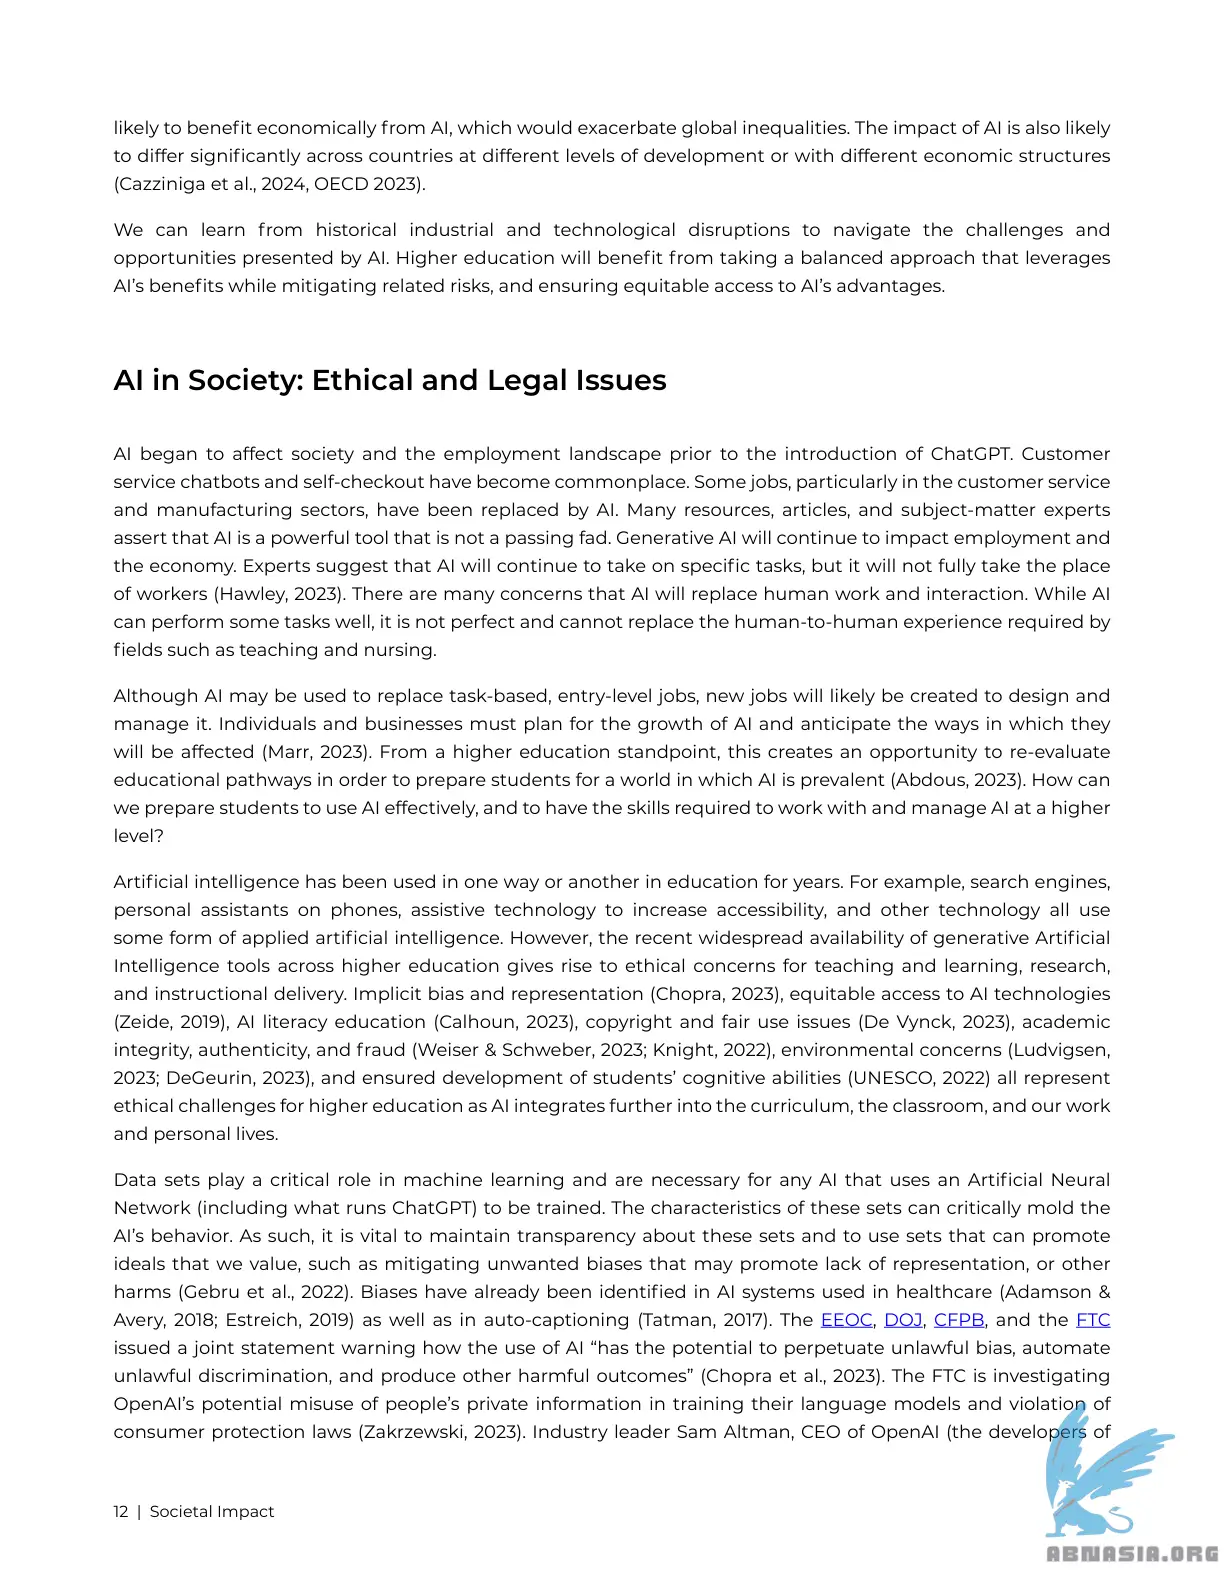 likely to benefit economically from AI, which would exacerbate global inequalities. The impact of AI is also likely
to differ significantly across countries at different levels of development or with different economic structures
(Cazziniga et al., 2024, OECD 2023).
We can learn from historical industrial and technological disruptions to navigate the challenges and
opportunities presented by AI. Higher education will benefit from taking a balanced approach that leverages
AI’s benefits while mitigating related risks, and ensuring equitable access to AI’s advantages.
AI in Society: Ethical and Legal Issues
AI began to affect society and the employment landscape prior to the introduction of ChatGPT. Customer
service chatbots and self-checkout have become commonplace. Some jobs, particularly in the customer service
and manufacturing sectors, have been replaced by AI. Many resources, articles, and subject-matter experts
assert that AI is a powerful tool that is not a passing fad. Generative AI will continue to impact employment and
the economy. Experts suggest that AI will continue to take on specific tasks, but it will not fully take the place
of workers (Hawley, 2023). There are many concerns that AI will replace human work and interaction. While AI
can perform some tasks well, it is not perfect and cannot replace the human-to-human experience required by
fields such as teaching and nursing.
Although AI may be used to replace task-based, entry-level jobs, new jobs will likely be created to design and
manage it. Individuals and businesses must plan for the growth of AI and anticipate the ways in which they
will be affected (Marr, 2023). From a higher education standpoint, this creates an opportunity to re-evaluate
educational pathways in order to prepare students for a world in which AI is prevalent (Abdous, 2023). How can
we prepare students to use AI effectively, and to have the skills required to work with and manage AI at a higher
level?
Artificial intelligence has been used in one way or another in education for years. For example, search engines,
personal assistants on phones, assistive technology to increase accessibility, and other technology all use
some form of applied artificial intelligence. However, the recent widespread availability of generative Artificial
Intelligence tools across higher education gives rise to ethical concerns for teaching and learning, research,
and instructional delivery. Implicit bias and representation (Chopra, 2023), equitable access to AI technologies
(Zeide, 2019), AI literacy education (Calhoun, 2023), copyright and fair use issues (De Vynck, 2023), academic
integrity, authenticity, and fraud (Weiser & Schweber, 2023; Knight, 2022), environmental concerns (Ludvigsen,
2023; DeGeurin, 2023), and ensured development of students’ cognitive abilities (UNESCO, 2022) all represent
ethical challenges for higher education as AI integrates further into the curriculum, the classroom, and our work
and personal lives.
Data sets play a critical role in machine learning and are necessary for any AI that uses an Artificial Neural
Network (including what runs ChatGPT) to be trained. The characteristics of these sets can critically mold the
AI’s behavior. As such, it is vital to maintain transparency about these sets and to use sets that can promote
ideals that we value, such as mitigating unwanted biases that may promote lack of representation, or other
harms (Gebru et al., 2022). Biases have already been identified in AI systems used in healthcare (Adamson &
Avery, 2018; Estreich, 2019) as well as in auto-captioning (Tatman, 2017). The EEOC, DOJ, CFPB, and the FTC
issued a joint statement warning how the use of AI “has the potential to perpetuate unlawful bias, automate
unlawful discrimination, and produce other harmful outcomes” (Chopra et al., 2023). The FTC is investigating
OpenAI’s potential misuse of people’s private information in training their language models and violation of
consumer protection laws (Zakrzewski, 2023). Industry leader Sam Altman, CEO of OpenAI (the developers of
12 | Societal Impact
ABNASIA.ORG